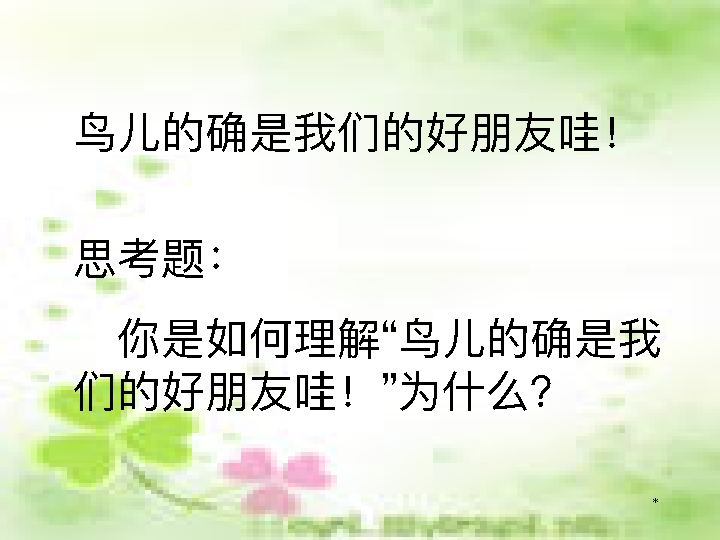 鸟儿的确是我们的好朋友哇！
思考题：
你是如何理解“鸟儿的确是我
们的好朋友哇！”为什么？
*